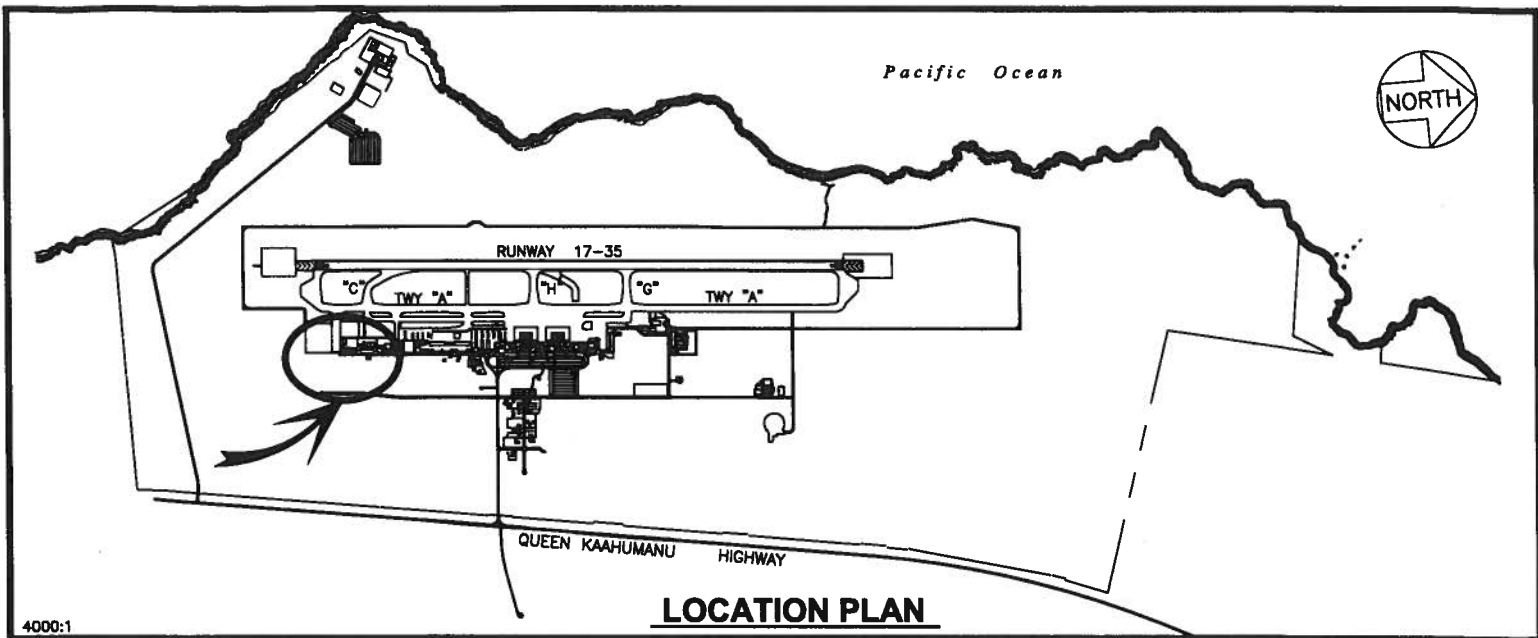 Pacific Ocean
NORTH
RUNWAY 17-35
"C"
TWY "A"
"H"
"G"
TWY "A"
QUEEN KAAHUMANU HIGHWAY
LOCATION PLAN
4000:1